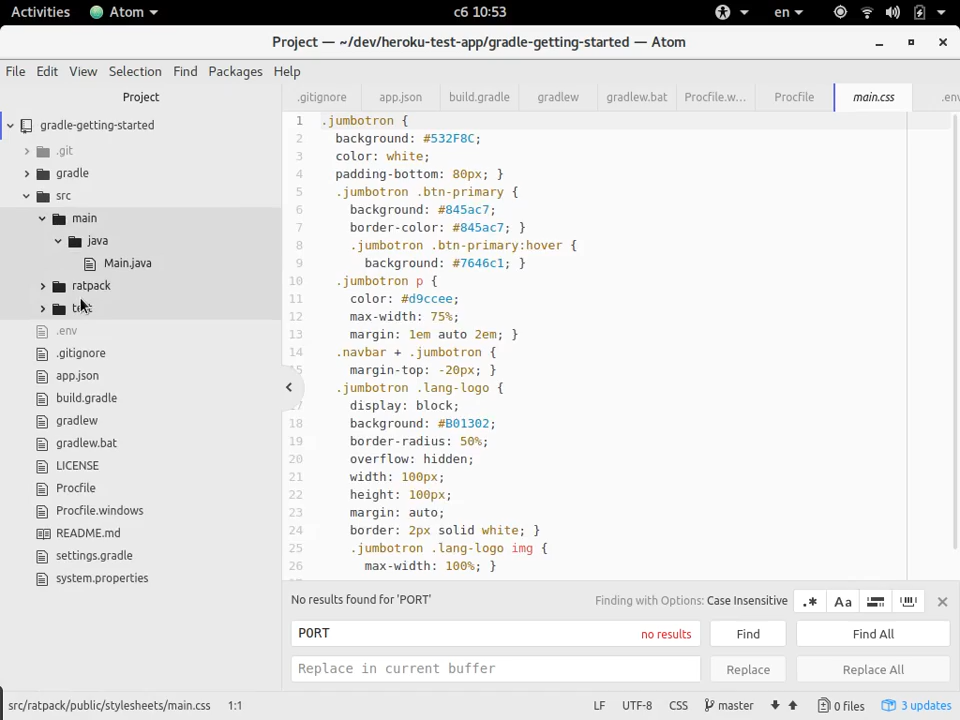 Activities Atom сб 10:53 en
Project — ~/dev/heroku-test-app/gradle-getting-started — Atom
File Edit View Selection Find Packages Help
Project
gradle-getting-started
.git
gradle
src
main
java
Main.java
ratpack
.env
.gitignore
app.json
build.gradle
gradlew
gradlew.bat
LICENSE
Procfile
Procfile.windows
README.md
settings.gradle
system.properties
.gitignore app.json build.gradle gradlew gradlew.bat Procfile.w... Procfile main.css .env
1 .jumbotron {
2 background: #532F8C;
3 color: white;
4 padding-bottom: 80px; }
5 .jumbotron .btn-primary {
6 background: #845ac7;
7 border-color: #845ac7; }
8 .jumbotron .btn-primary:hover {
9 background: #7646c1; }
10 .jumbotron p {
11 color: #d9ccee;
12 max-width: 75%;
13 margin: 1em auto 2em; }
14 .navbar + .jumbotron {
15 margin-top: -20px; }
16 .jumbotron .lang-logo {
17 display: block;
18 background: #B01302;
19 border-radius: 50%;
20 overflow: hidden;
21 width: 100px;
22 height: 100px;
23 margin: auto;
24 border: 2px solid white; }
25 .jumbotron .lang-logo img {
26 max-width: 100%; }
No results found for 'PORT' Finding with Options: Case Insensitive .* Aa
PORT no results Find Find All
Replace in current buffer Replace Replace All
src/ratpack/public/stylesheets/main.css 1:1 LF UTF-8 CSS master 0 files 3 updates